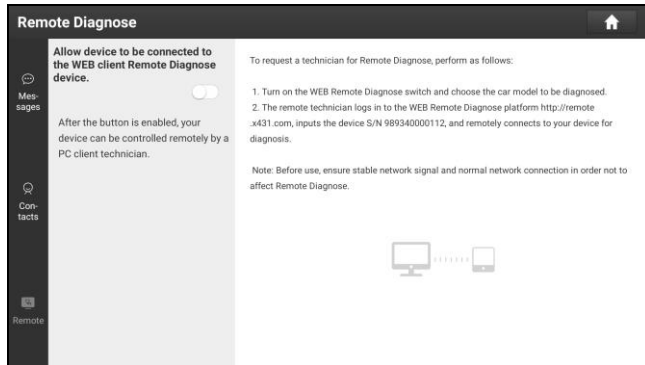 Remote Diagnose
Mes-
sages
Con-
tacts
Remote
Allow device to be connected to
the WEB client Remote Diagnose
device.
After the button is enabled, your
device can be controlled remotely by a
PC client technician.
To request a technician for Remote Diagnose, perform as follows:
1. Turn on the WEB Remote Diagnose switch and choose the car model to be diagnosed.
2. The remote technician logs in to the WEB Remote Diagnose platform http://remote
.x431.com, inputs the device S/N 989340000112, and remotely connects to your device for
diagnosis.
Note: Before use, ensure stable network signal and normal network connection in order not to
affect Remote Diagnose.